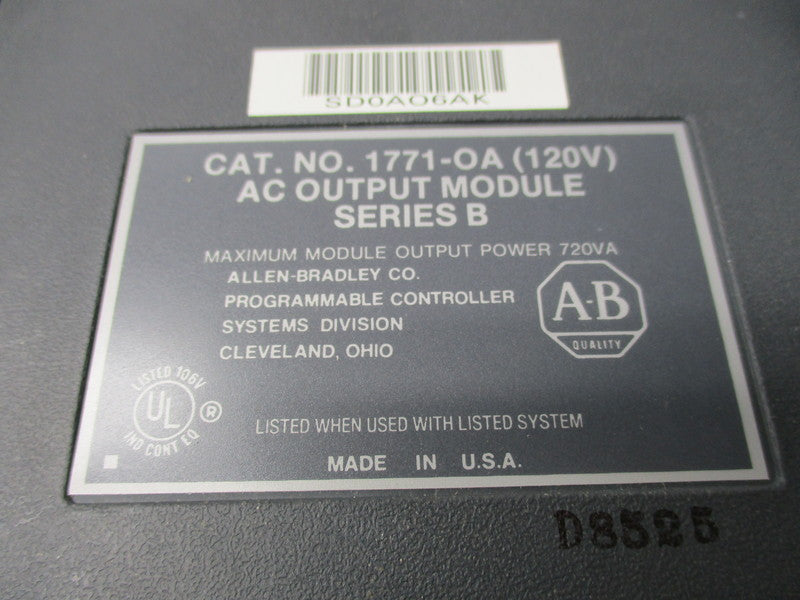 SD0A06AK
CAT. NO. 1771-OA (120V)
AC OUTPUT MODULE
SERIES B
MAXIMUM MODULE OUTPUT POWER 720VA
ALLEN-BRADLEY CO.
PROGRAMMABLE CONTROLLER
SYSTEMS DIVISION
CLEVELAND, OHIO
A-B
QUALITY
LISTED 106V
UL ®
IND CONT EQ
LISTED WHEN USED WITH LISTED SYSTEM
MADE IN U.S.A.
D8525